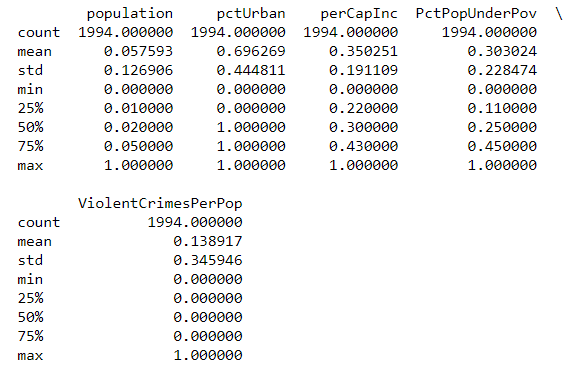 population pctUrban perCapInc PctPopUnderPov \
count 1994.000000 1994.000000 1994.000000 1994.000000
mean 0.057593 0.696269 0.350251 0.303024
std 0.126906 0.444811 0.191109 0.228474
min 0.000000 0.000000 0.000000 0.000000
25% 0.010000 0.000000 0.220000 0.110000
50% 0.020000 1.000000 0.300000 0.250000
75% 0.050000 1.000000 0.430000 0.450000
max 1.000000 1.000000 1.000000 1.000000
ViolentCrimesPerPop
count 1994.000000
mean 0.138917
std 0.345946
min 0.000000
25% 0.000000
50% 0.000000
75% 0.000000
max 1.000000